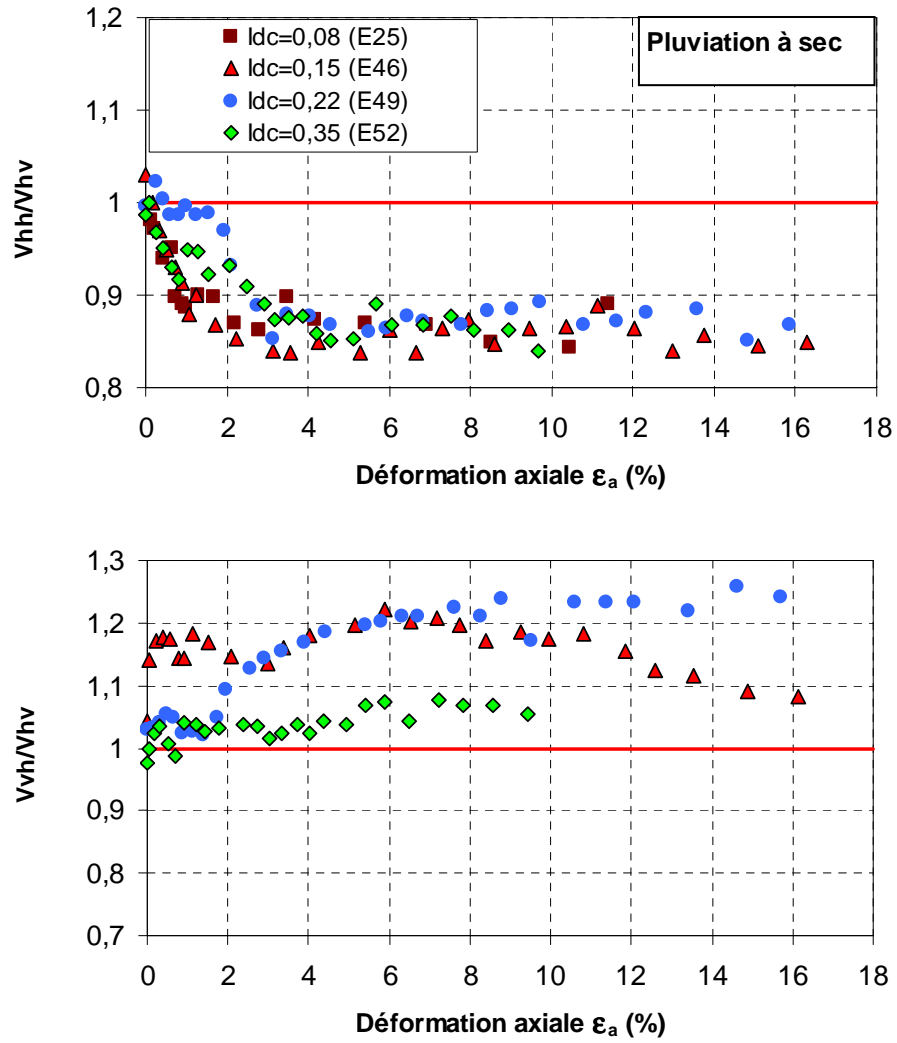 1,2
1,1
1
0,9
0,8
Vhh/Vhv
Idc=0,08 (E25)
Idc=0,15 (E46)
Idc=0,22 (E49)
Idc=0,35 (E52)
Pluviation à sec
0 2 4 6 8 10 12 14 16 18
Déformation axiale εa (%)
1,3
1,2
1,1
1
0,9
0,8
0,7
Vvh/Vhv
0 2 4 6 8 10 12 14 16 18
Déformation axiale εa (%)